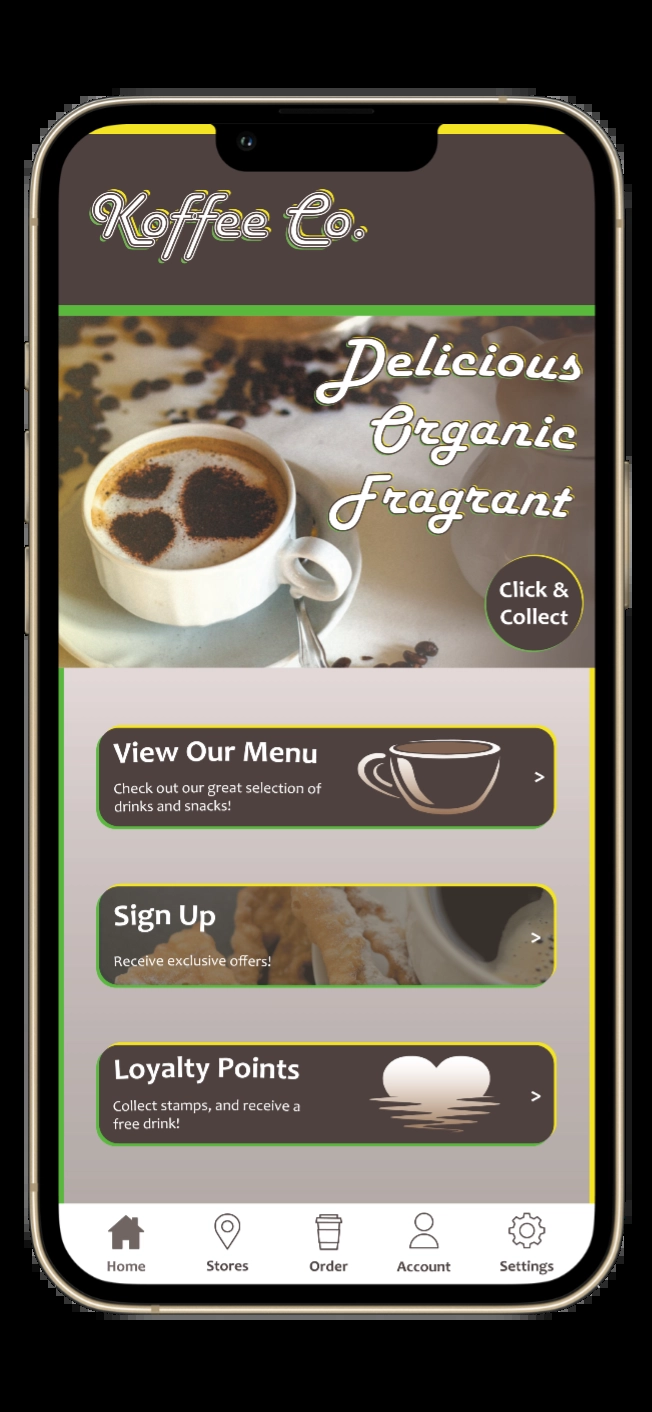 Koffee Co.
Delicious
Organic
Fragrant
Click &
Collect
View Our Menu
Check out our great selection of
drinks and snacks!
>
Sign Up
>
Receive exclusive offers!
Loyalty Points
>
Collect stamps, and receive a
free drink!
Home Stores Order Account Settings